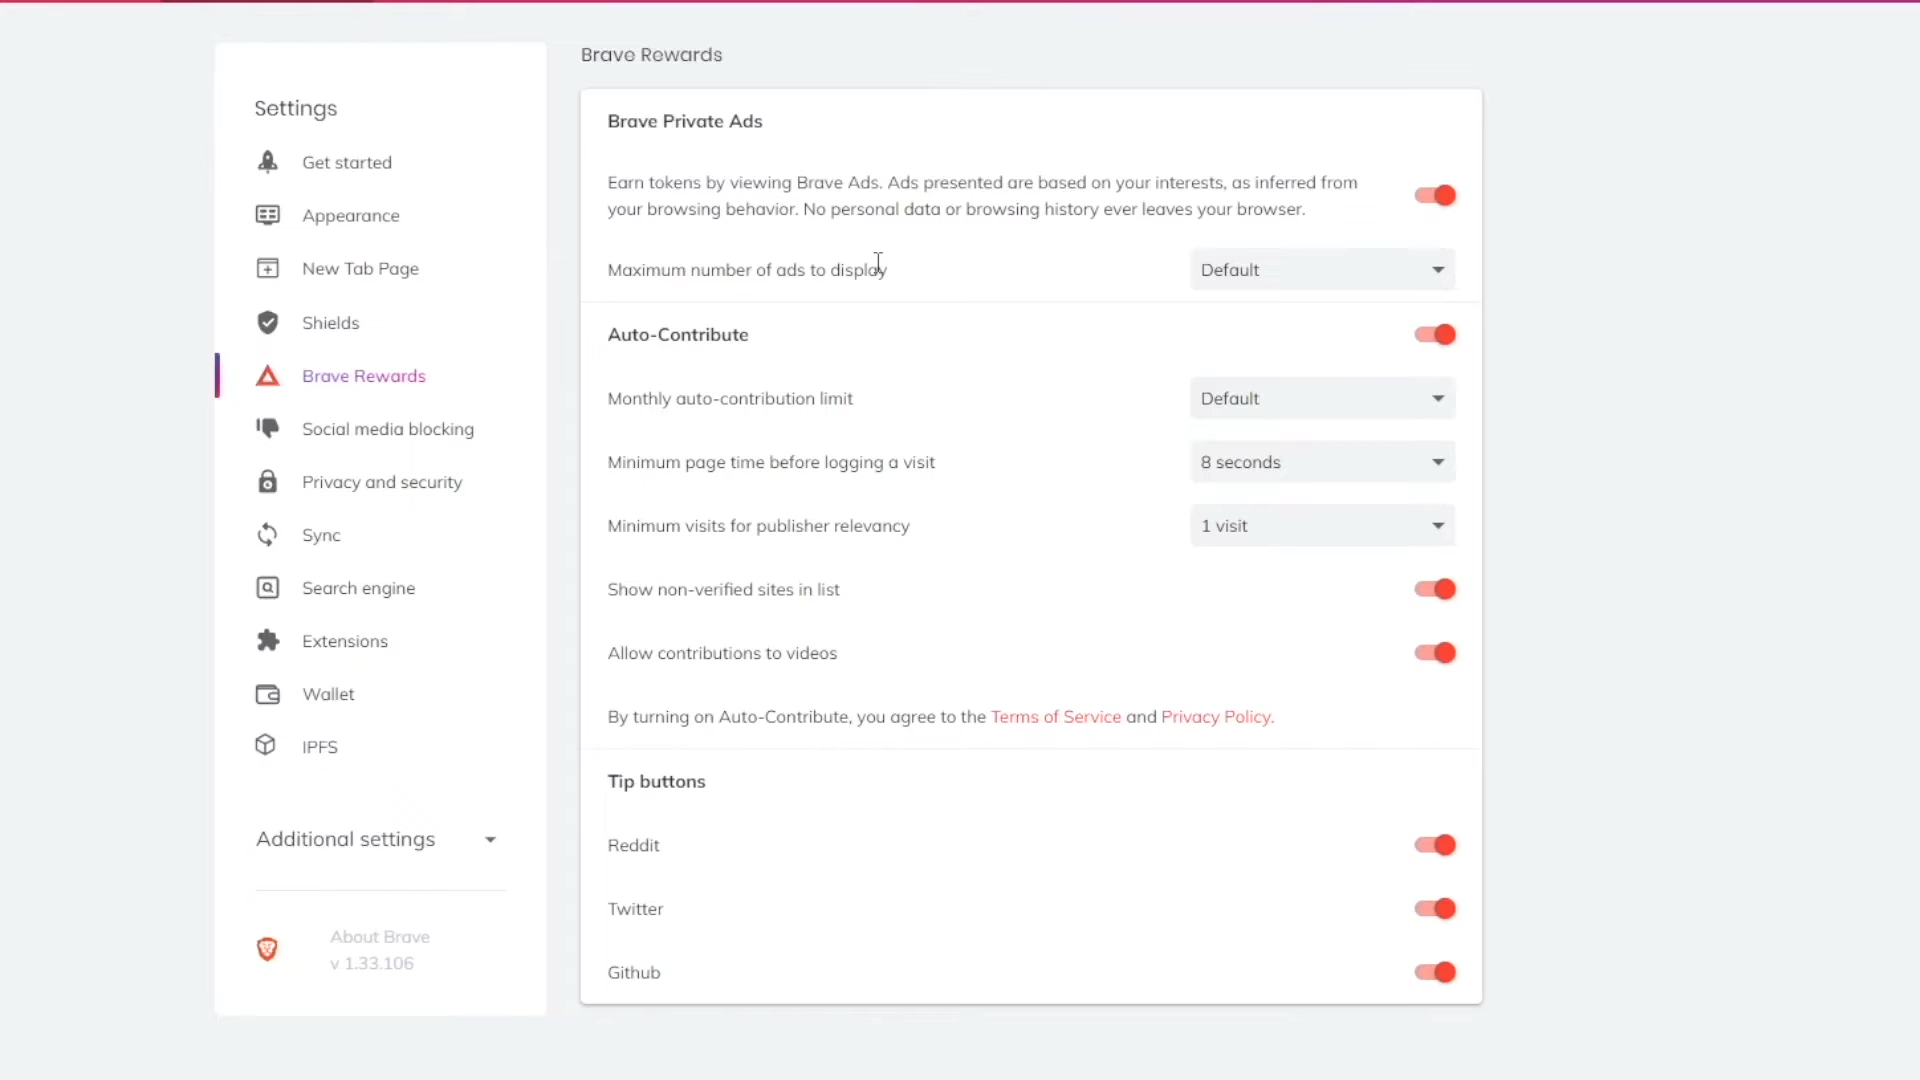 Settings
Get started
Appearance
New Tab Page
Shields
Brave Rewards
Social media blocking
Privacy and security
Sync
Search engine
Extensions
Wallet
IPFS
Additional settings
About Brave
v 1.33.106
Brave Rewards
Brave Private Ads
Earn tokens by viewing Brave Ads. Ads presented are based on your interests, as inferred from
your browsing behavior. No personal data or browsing history ever leaves your browser.
Maximum number of ads to display
Default
Auto-Contribute
Monthly auto-contribution limit
Default
Minimum page time before logging a visit
8 seconds
Minimum visits for publisher relevancy
1 visit
Show non-verified sites in list
Allow contributions to videos
By turning on Auto-Contribute, you agree to the Terms of Service and Privacy Policy.
Tip buttons
Reddit
Twitter
Github